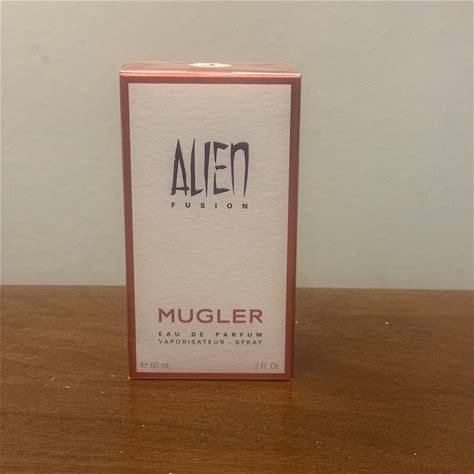 ALIEN
FUSION
MUGLER
EAU DE PARFUM
VAPORISATEUR - SPRAY
℮ 60 mL 2 fl. Oz.